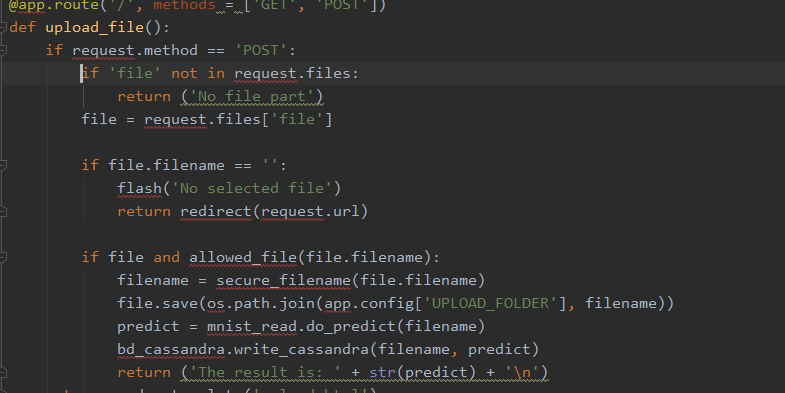 @app.route('/', methods = ['GET', 'POST'])
def upload_file():
if request.method == 'POST':
if 'file' not in request.files:
return ('No file part')
file = request.files['file']
if file.filename == '':
flash('No selected file')
return redirect(request.url)
if file and allowed_file(file.filename):
filename = secure_filename(file.filename)
file.save(os.path.join(app.config['UPLOAD_FOLDER'], filename))
predict = mnist_read.do_predict(filename)
bd_cassandra.write_cassandra(filename, predict)
return ('The result is: ' + str(predict) + '\n')